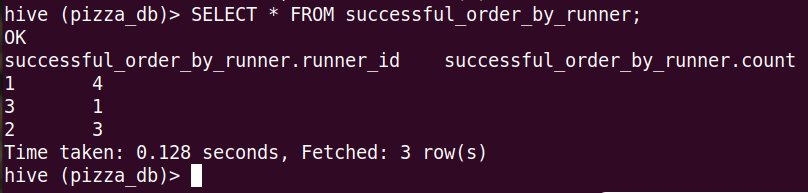 hive (pizza_db)> SELECT * FROM successful_order_by_runner;
OK
successful_order_by_runner.runner_id    successful_order_by_runner.count
1       4
3       1
2       3
Time taken: 0.128 seconds, Fetched: 3 row(s)
hive (pizza_db)>